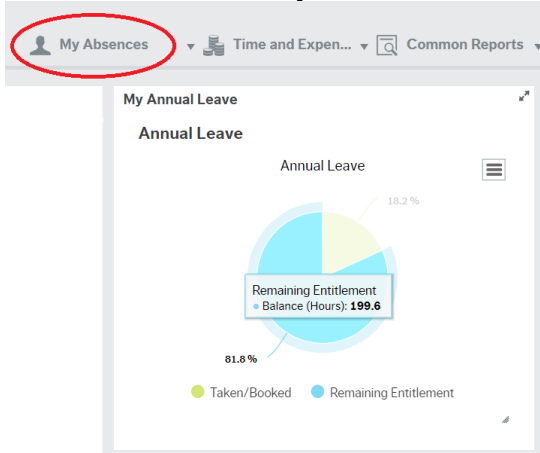 My Absences Time and Expen... Common Reports
My Annual Leave
Annual Leave
Annual Leave
18.2 %
Remaining Entitlement
• Balance (Hours): 199.6
81.8 %
Taken/Booked Remaining Entitlement